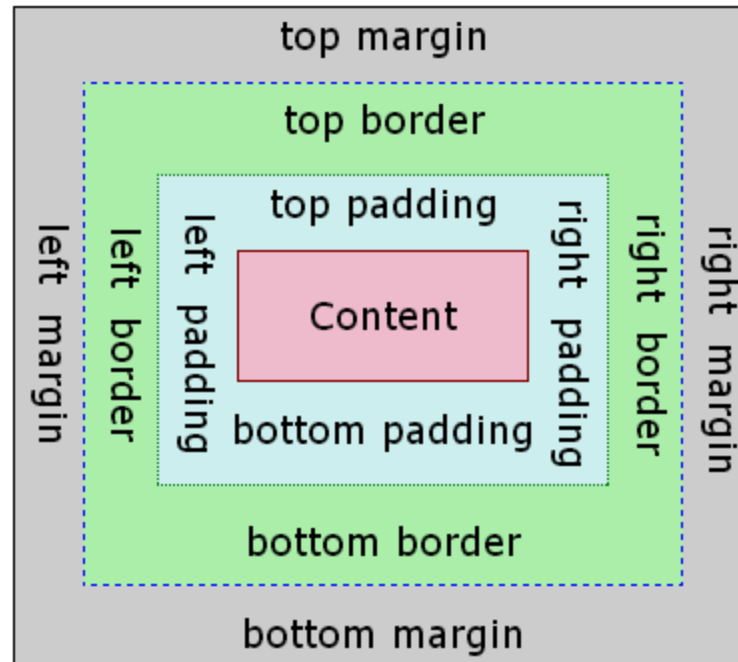 top margin
top border
top padding
left margin
left border
left padding
Content
right padding
right border
right margin
bottom padding
bottom border
bottom margin